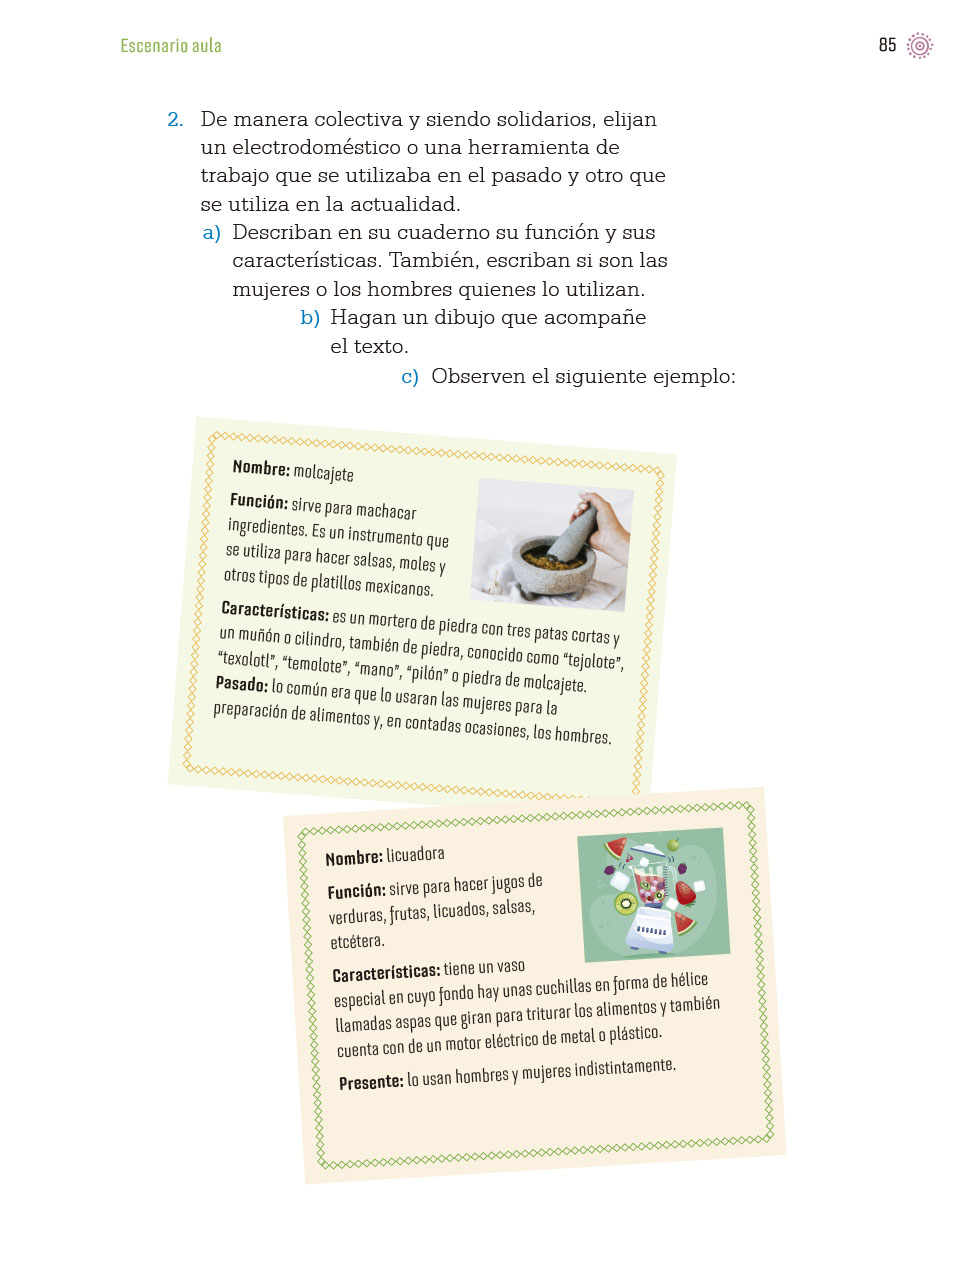 Escenario aula
85
2. De manera colectiva y siendo solidarios, elijan
un electrodoméstico o una herramienta de
trabajo que se utilizaba en el pasado y otro que
se utiliza en la actualidad.
a) Describan en su cuaderno su función y sus
características. También, escriban si son las
mujeres o los hombres quienes lo utilizan.
b) Hagan un dibujo que acompañe
el texto.
c) Observen el siguiente ejemplo:
Nombre: molcajete
Función: sirve para machacar
ingredientes. Es un instrumento que
se utiliza para hacer salsas, moles y
otros tipos de platillos mexicanos.
Características: es un mortero de piedra con tres patas cortas y
un muñón o cilindro, también de piedra, conocido como “tejolote”,
“texolotl”, “temolote”, “mano”, “pilón” o piedra de molcajete.
Pasado: lo común era que lo usaran las mujeres para la
preparación de alimentos y, en contadas ocasiones, los hombres.
Nombre: licuadora
Función: sirve para hacer jugos de
verduras, frutas, licuados, salsas,
etcétera.
Características: tiene un vaso
especial en cuyo fondo hay unas cuchillas en forma de hélice
llamadas aspas que giran para triturar los alimentos y también
cuenta con de un motor eléctrico de metal o plástico.
Presente: lo usan hombres y mujeres indistintamente.